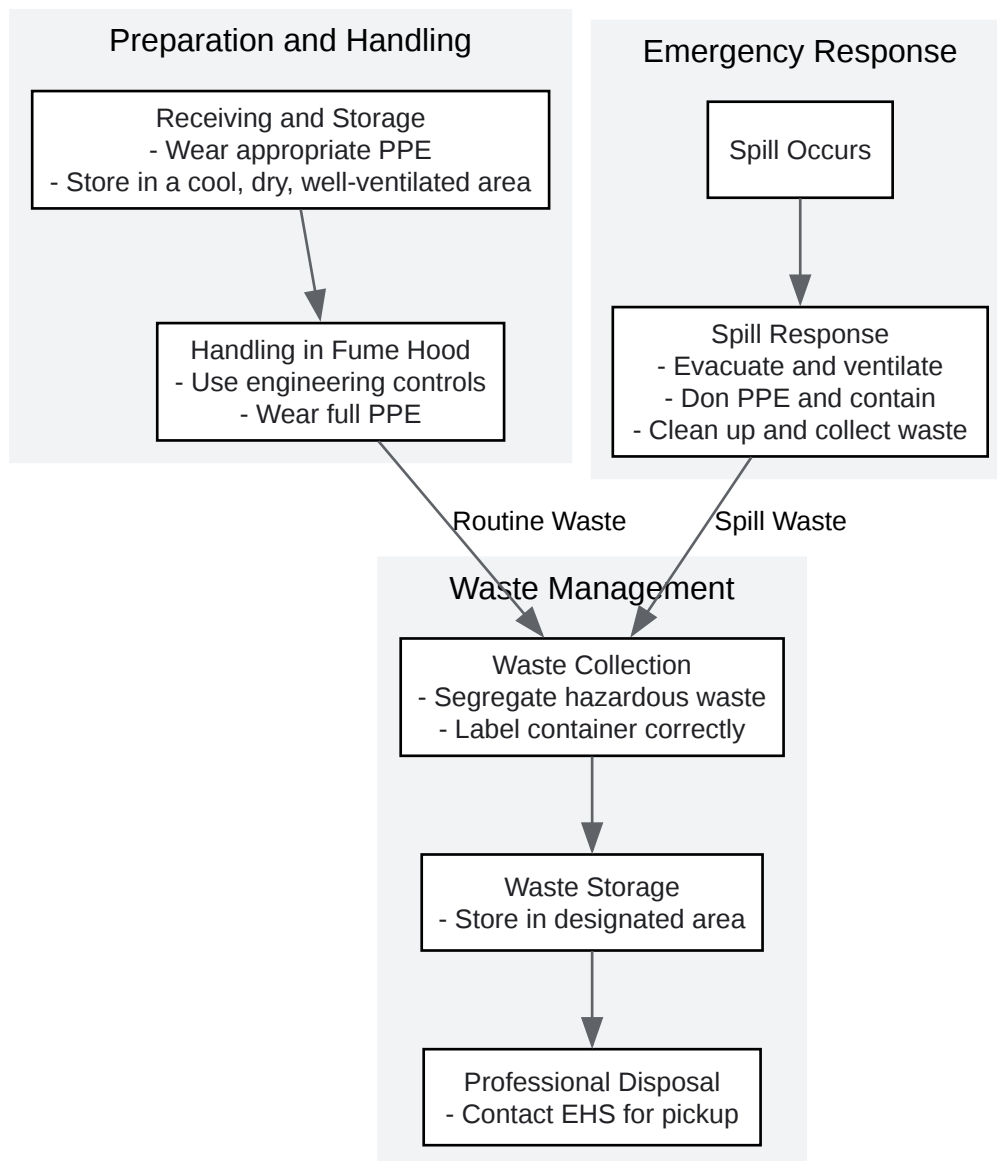 Preparation and Handling
Receiving and Storage
- Wear appropriate PPE
- Store in a cool, dry, well-ventilated area
Handling in Fume Hood
- Use engineering controls
- Wear full PPE
Emergency Response
Spill Occurs
Spill Response
- Evacuate and ventilate
- Don PPE and contain
- Clean up and collect waste
Routine Waste
Spill Waste
Waste Management
Waste Collection
- Segregate hazardous waste
- Label container correctly
Waste Storage
- Store in designated area
Professional Disposal
- Contact EHS for pickup